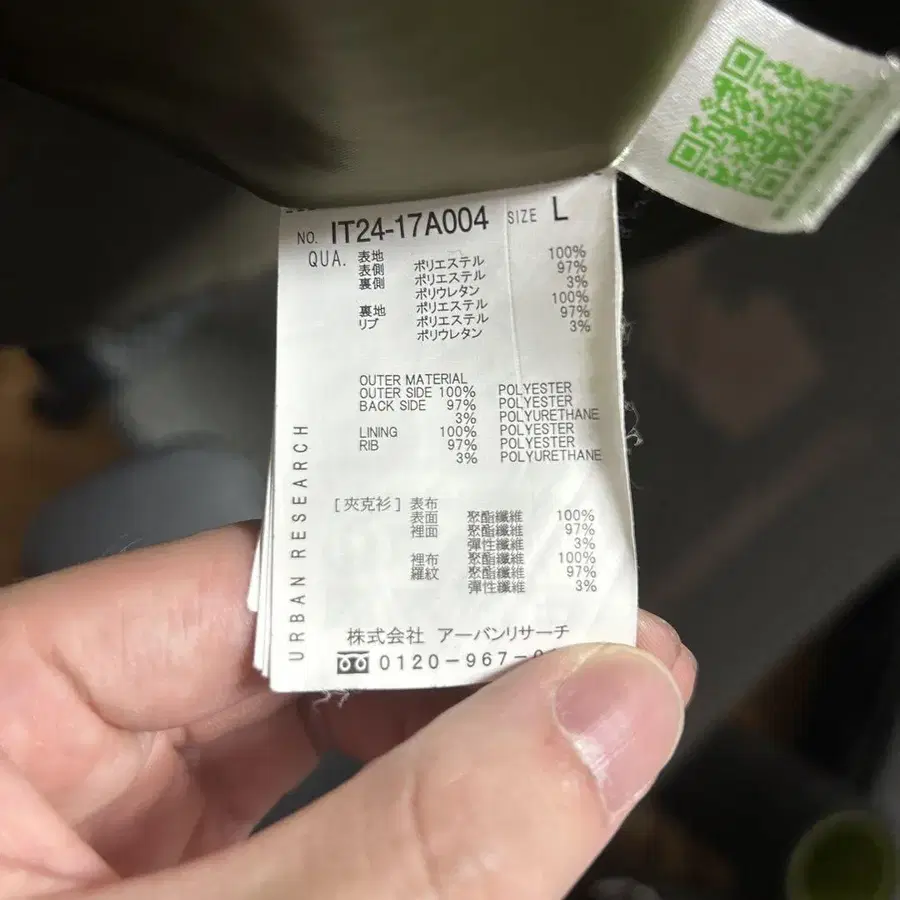 NO. IT24-17A004 SIZE L
QUA. 表地
表側 ポリエステル 100%
裏側 ポリエステル 97%
ポリウレタン 3%
裏地 ポリエステル 100%
リブ ポリエステル 97%
ポリウレタン 3%
OUTER MATERIAL
OUTER SIDE 100% POLYESTER
BACK SIDE 97% POLYESTER
3% POLYURETHANE
LINING 100% POLYESTER
RIB 97% POLYESTER
3% POLYURETHANE
[夾克衫] 表布
表面 聚酯纖維 100%
裡面 聚酯纖維 97%
彈性纖維 3%
裡布 聚酯纖維 100%
羅紋 聚酯纖維 97%
彈性纖維 3%
URBAN RESEARCH
株式会社 アーバンリサーチ
0120-967-